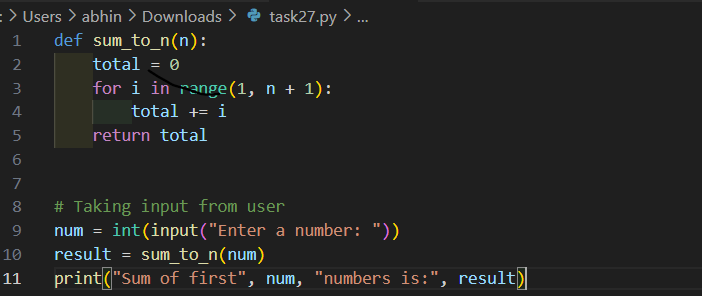 : > Users > abhin > Downloads > task27.py > ...
1 def sum_to_n(n):
2     total = 0
3     for i in range(1, n + 1):
4         total += i
5     return total
6
7
8 # Taking input from user
9 num = int(input("Enter a number: "))
10 result = sum_to_n(num)
11 print("Sum of first", num, "numbers is:", result)